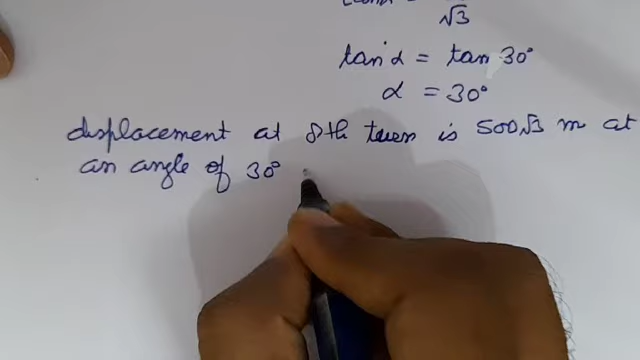 √3
tan α = tan 30°
α = 30°
displacement at 8th turn is 500√3 m at
an angle of 30°